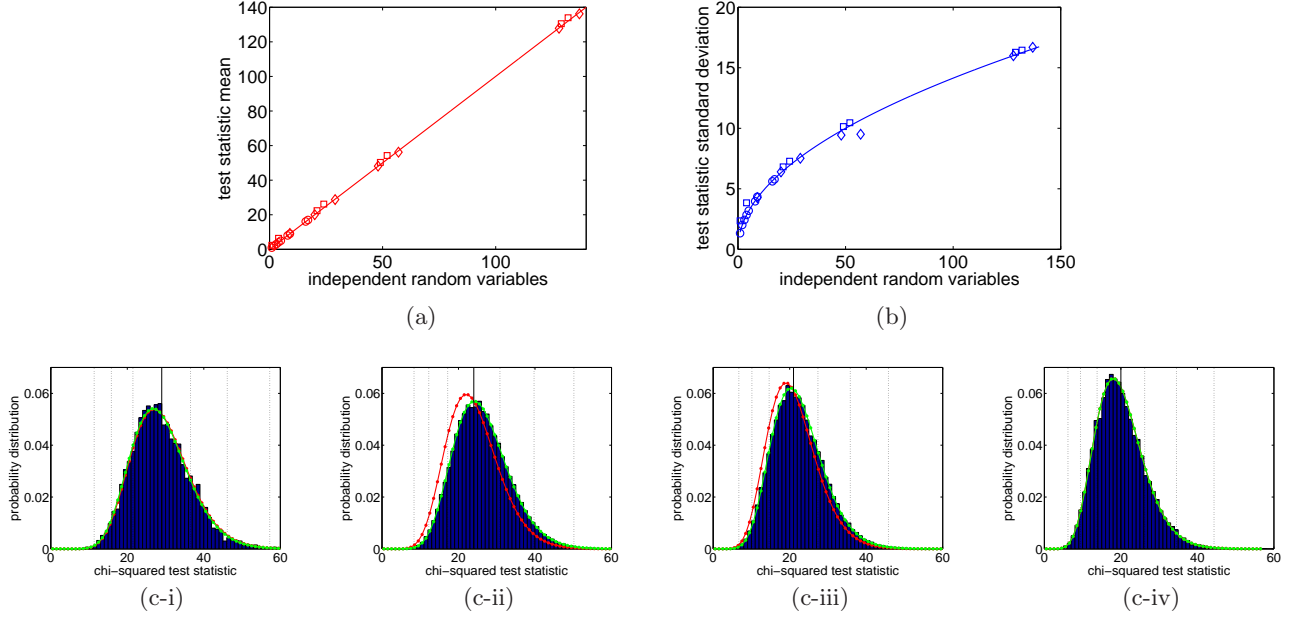 140
120
100
80
60
40
20
0
test statistic mean
0 50 100
independent random variables
(a)
20
15
10
5
0
test statistic standard deviation
0 50 100 150
independent random variables
(b)
0.06
0.04
0.02
0
probability distribution
20 40 60
chi−squared test statistic
(c-i)
0.06
0.04
0.02
0
probability distribution
0 20 40 60
chi−squared test statistic
(c-ii)
0.06
0.04
0.02
0
probability distribution
0 20 40 60
chi−squared test statistic
(c-iii)
0.06
0.04
0.02
0
probability distribution
0 20 40 60
chi−squared test statistic
(c-iv)